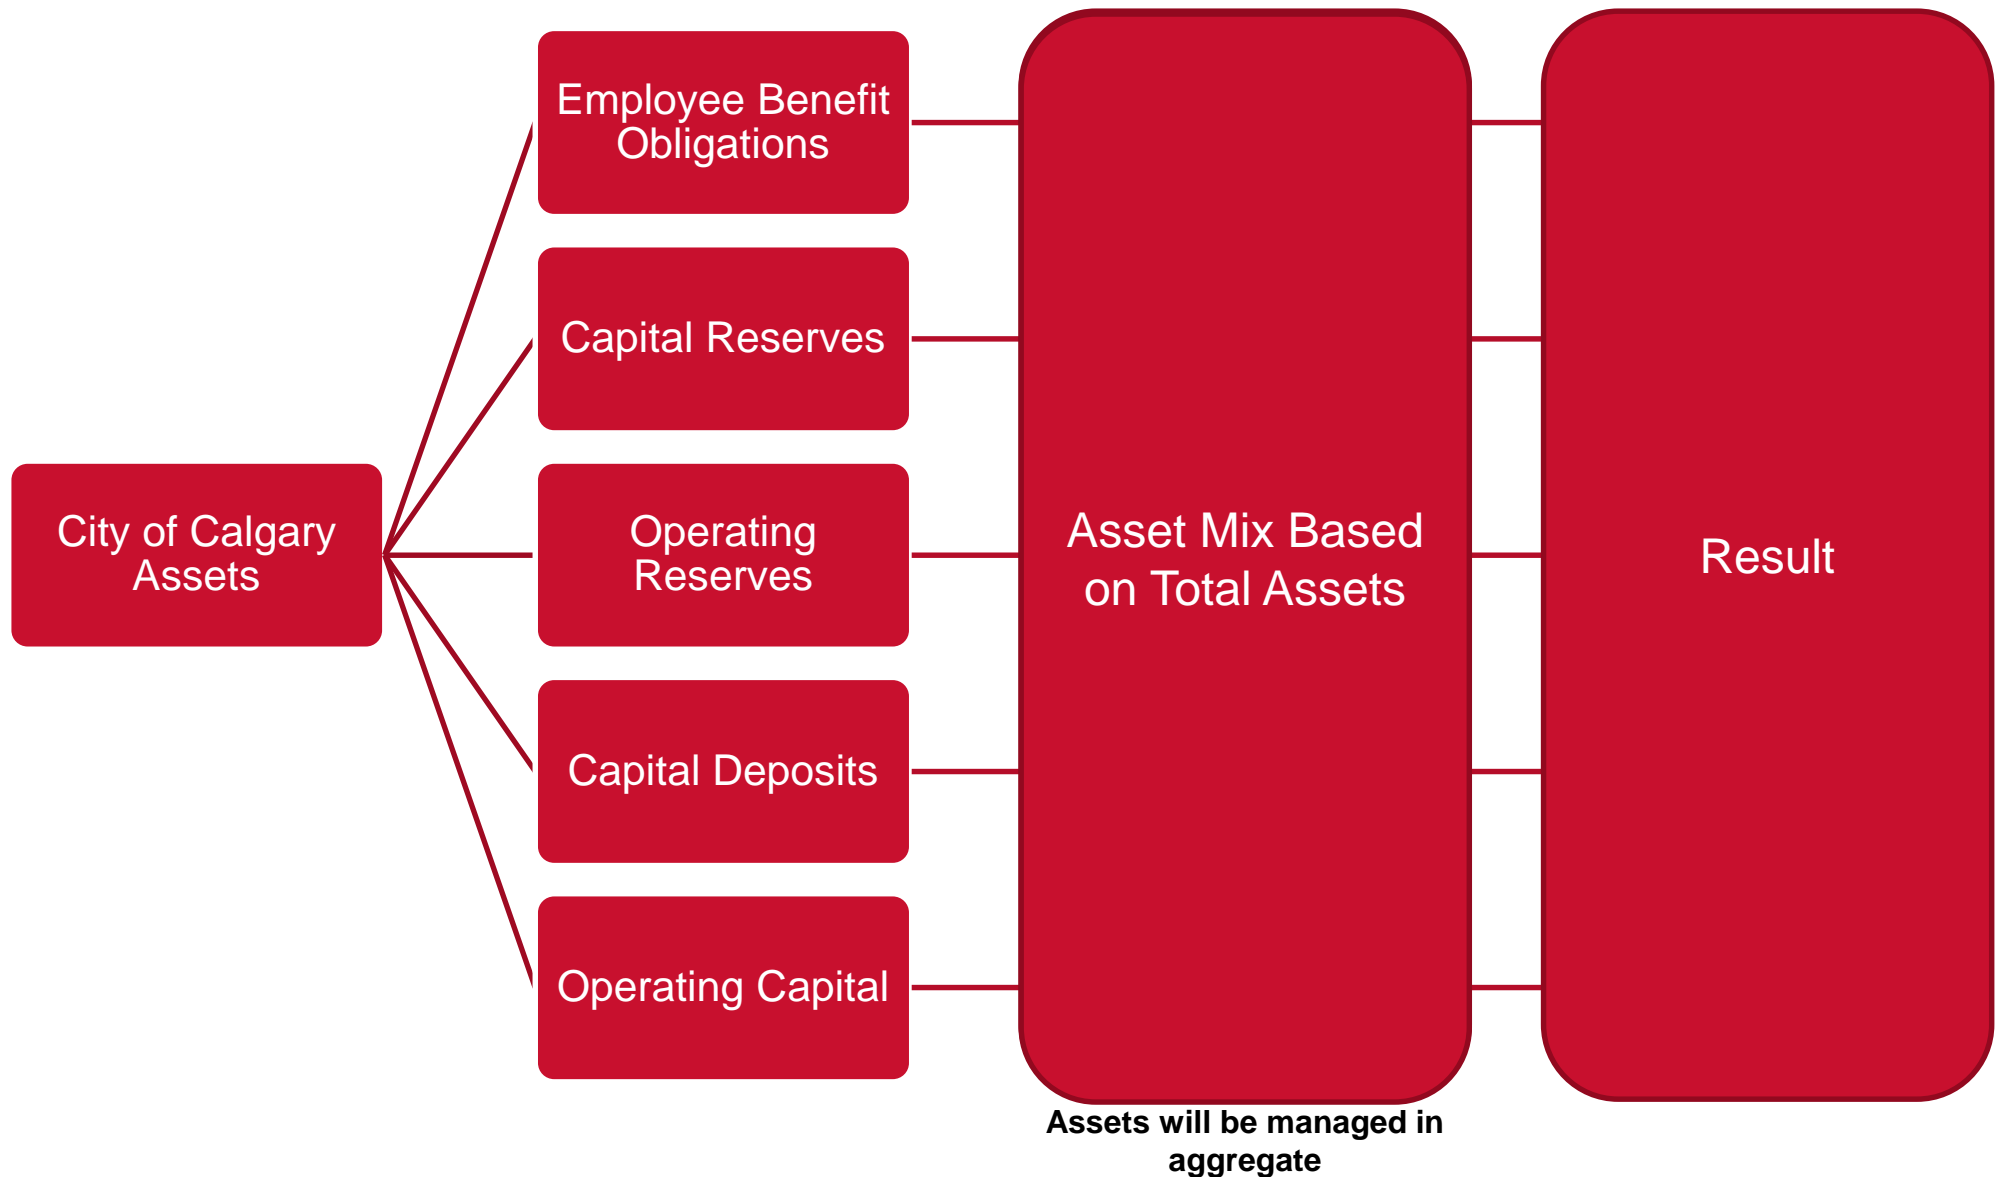 City of Calgary
Assets
Employee Benefit
Obligations
Capital Reserves
Operating
Reserves
Capital Deposits
Operating Capital
Asset Mix Based
on Total Assets
Assets will be managed in
aggregate
Result